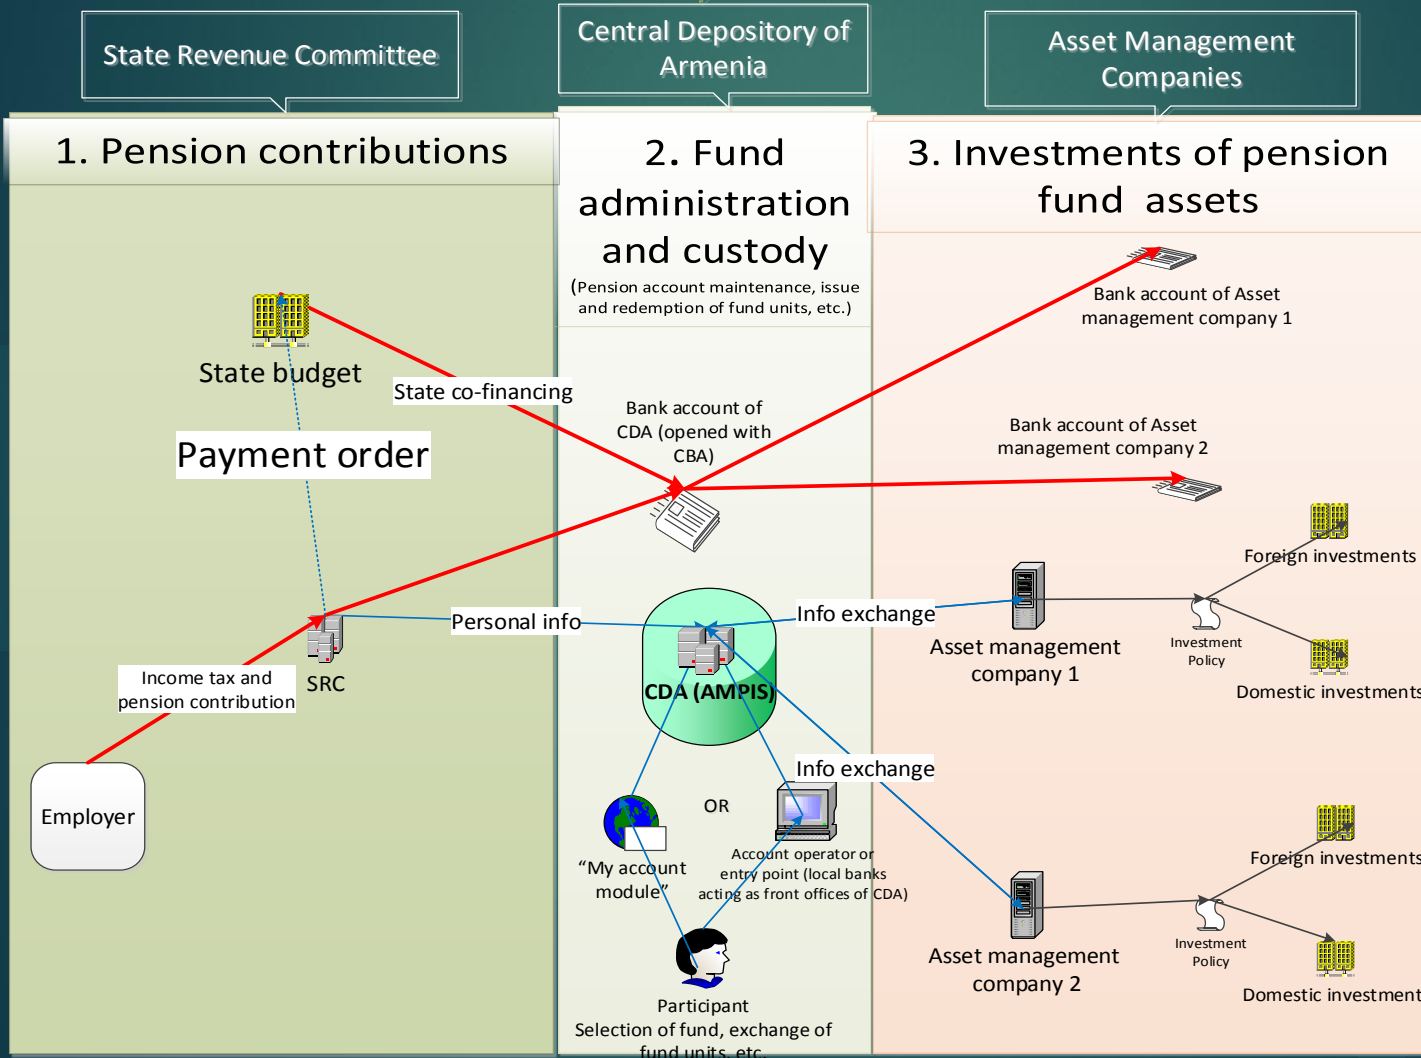 State Revenue Committee
Central Depository of
Armenia
Asset Management
Companies
1. Pension contributions
2. Fund
administration
and custody
(Pension account maintenance, issue
and redemption of fund units, etc.)
3. Investments of pension
fund assets
State budget
State co-financing
Payment order
Personal info
SRC
Income tax and
pension contribution
Employer
Bank account of
CDA (opened with
CBA)
CDA (AMPIS)
Info exchange
Info exchange
OR
"My account
module"
Account operator or
entry point (local banks
acting as front offices of CDA)
Participant
Selection of fund, exchange of
fund units, etc.
Bank account of Asset
management company 1
Bank account of Asset
management company 2
Foreign investments
Asset management
company 1
Investment
Policy
Domestic investments
Foreign investments
Asset management
company 2
Investment
Policy
Domestic investment